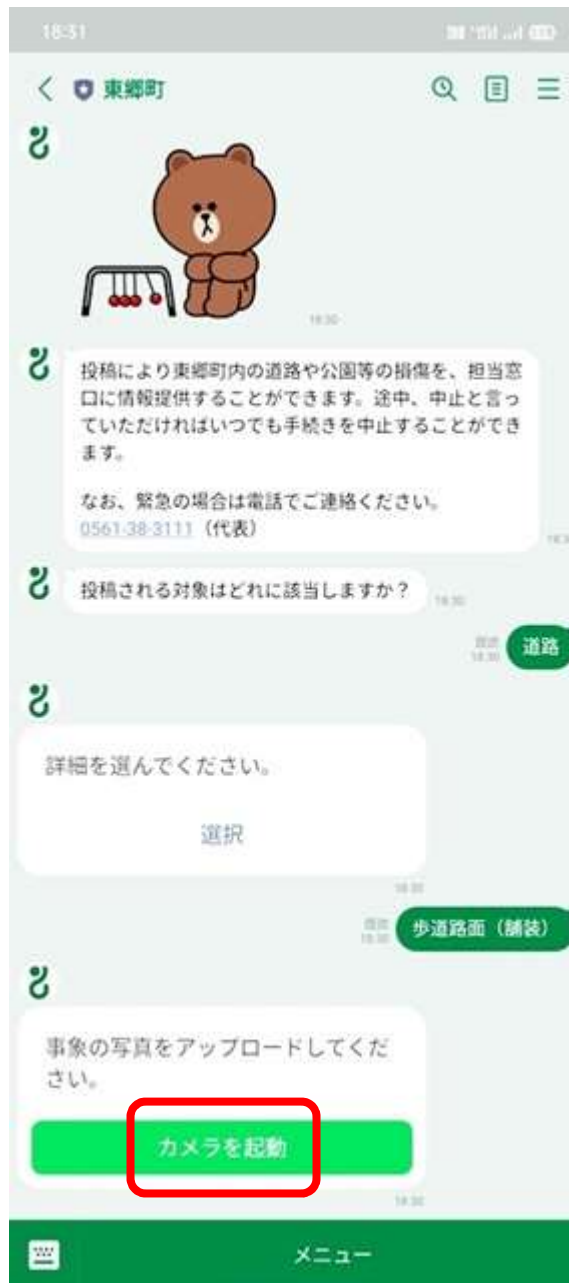 18:31
東郷町
18:30
投稿により東郷町内の道路や公園等の損傷を、担当窓
口に情報提供することができます。途中、中止と言っ
ていただければいつでも手続きを中止することができ
ます。
なお、緊急の場合は電話でご連絡ください。
0561-38-3111（代表）
投稿される対象はどれに該当しますか？
18:30
既読
18:30
道路
詳細を選んでください。
選択
18:30
既読
18:30
歩道路面（舗装）
事象の写真をアップロードしてくだ
さい。
カメラを起動
18:30
メニュー